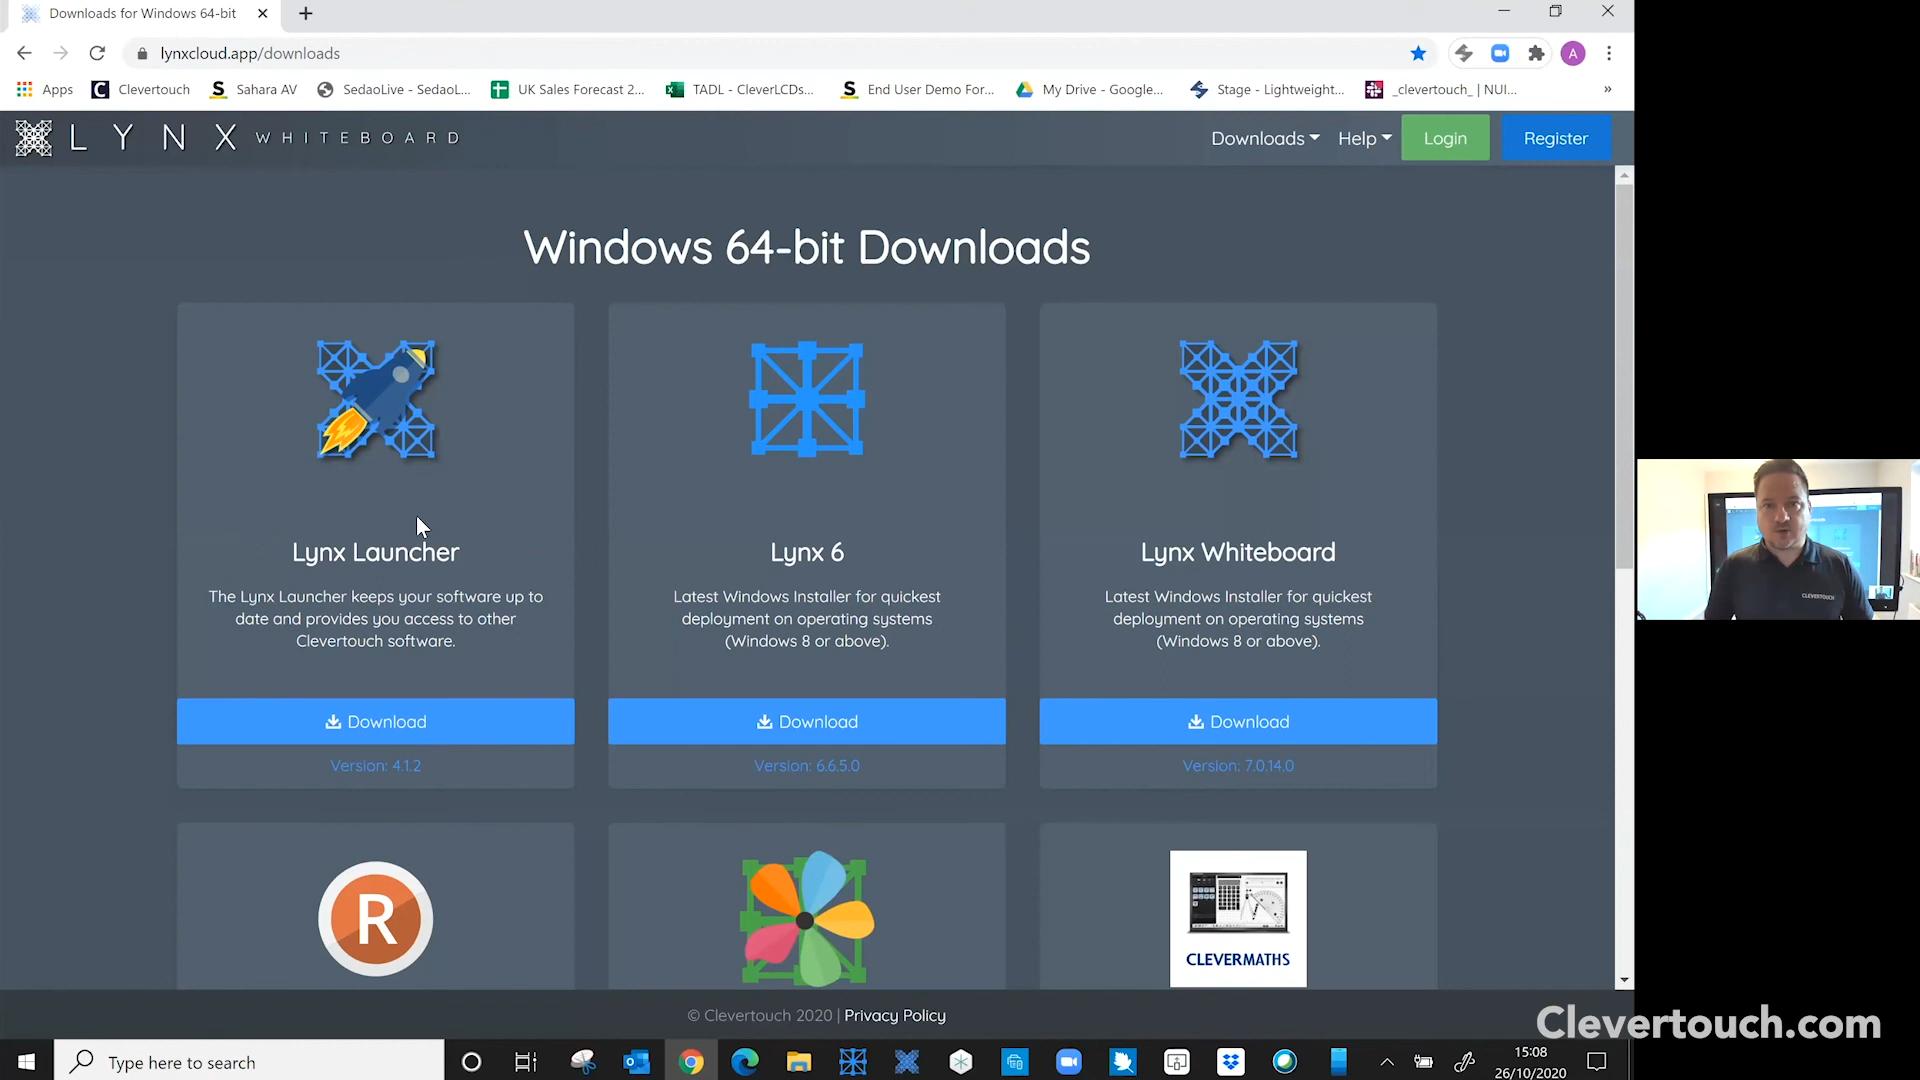 Downloads for Windows 64-bit
lynxcloud.app/downloads
A
Apps
Clevertouch
Sahara AV
SedaoLive - SedaoL...
UK Sales Forecast 2...
TADL - CleverLCDs...
End User Demo For...
My Drive - Google...
Stage - Lightweight...
_clevertouch_ | NUI...
LYNX WHITEBOARD
Downloads
Help
Login
Register
Windows 64-bit Downloads
Lynx Launcher
The Lynx Launcher keeps your software up to
date and provides you access to other
Clevertouch software.
Download
Version: 4.1.2
Lynx 6
Latest Windows Installer for quickest
deployment on operating systems
(Windows 8 or above).
Download
Version: 6.6.5.0
Lynx Whiteboard
Latest Windows Installer for quickest
deployment on operating systems
(Windows 8 or above).
Download
Version: 7.0.14.0
R
CLEVERMATHS
CLEVERTOUCH
© Clevertouch 2020 | Privacy Policy
Clevertouch.com
Type here to search
15:08
26/10/2020